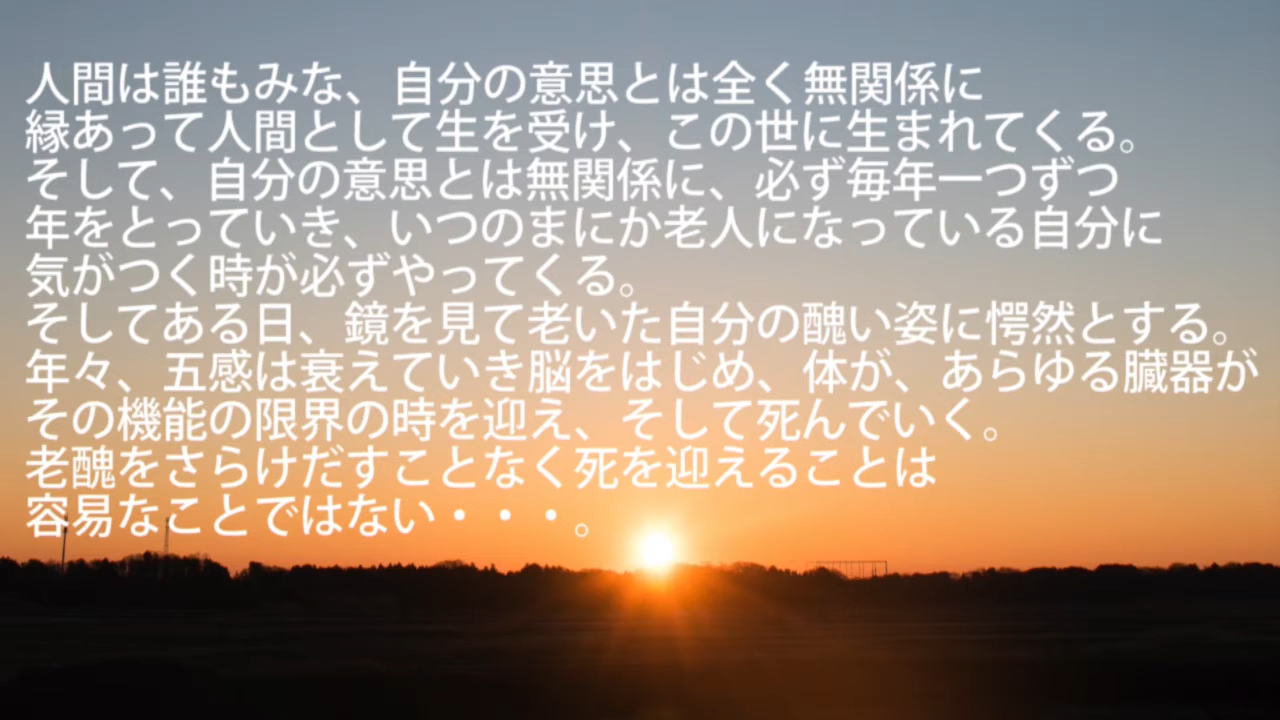 人間は誰もみな、自分の意思とは全く無関係に
縁あって人間として生を受け、この世に生まれてくる。
そして、自分の意思とは無関係に、必ず毎年一つずつ
年をとっていき、いつのまにか老人になっている自分に
気がつく時が必ずやってくる。
そしてある日、鏡を見て老いた自分の醜い姿に愕然とする。
年々、五感は衰えていき脳をはじめ、体が、あらゆる臓器が
その機能の限界の時を迎え、そして死んでいく。
老醜をさらけだすことなく死を迎えることは
容易なことではない・・・。